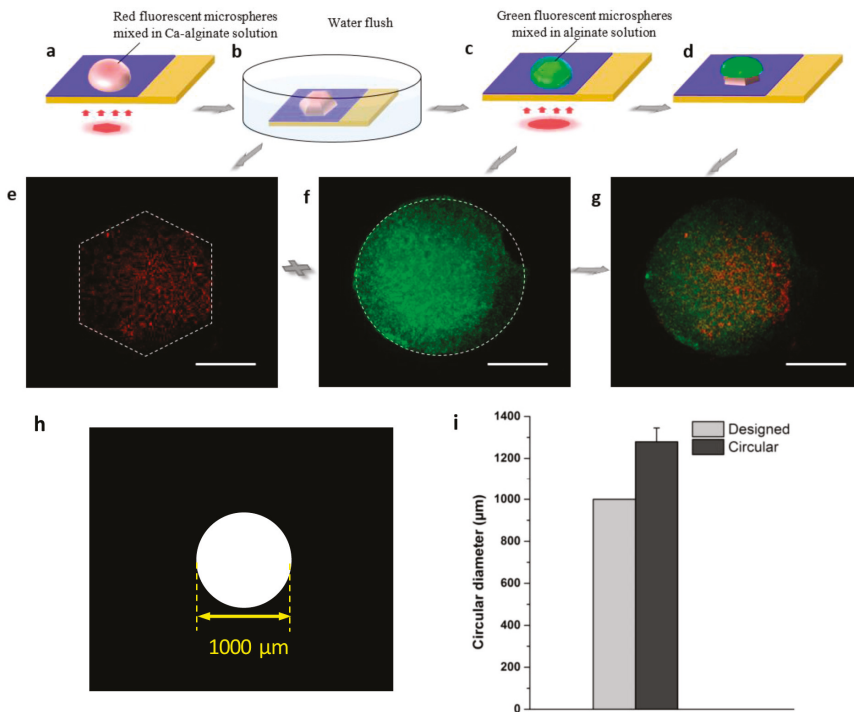 Red fluorescent microspheres
mixed in Ca-alginate solution
Water flush
Green fluorescent microspheres
mixed in alginate solution
a
b
c
d
e
f
g
h
1000 µm
i
1400
1200
1000
800
600
400
200
0
Circular diameter (µm)
Designed
Circular